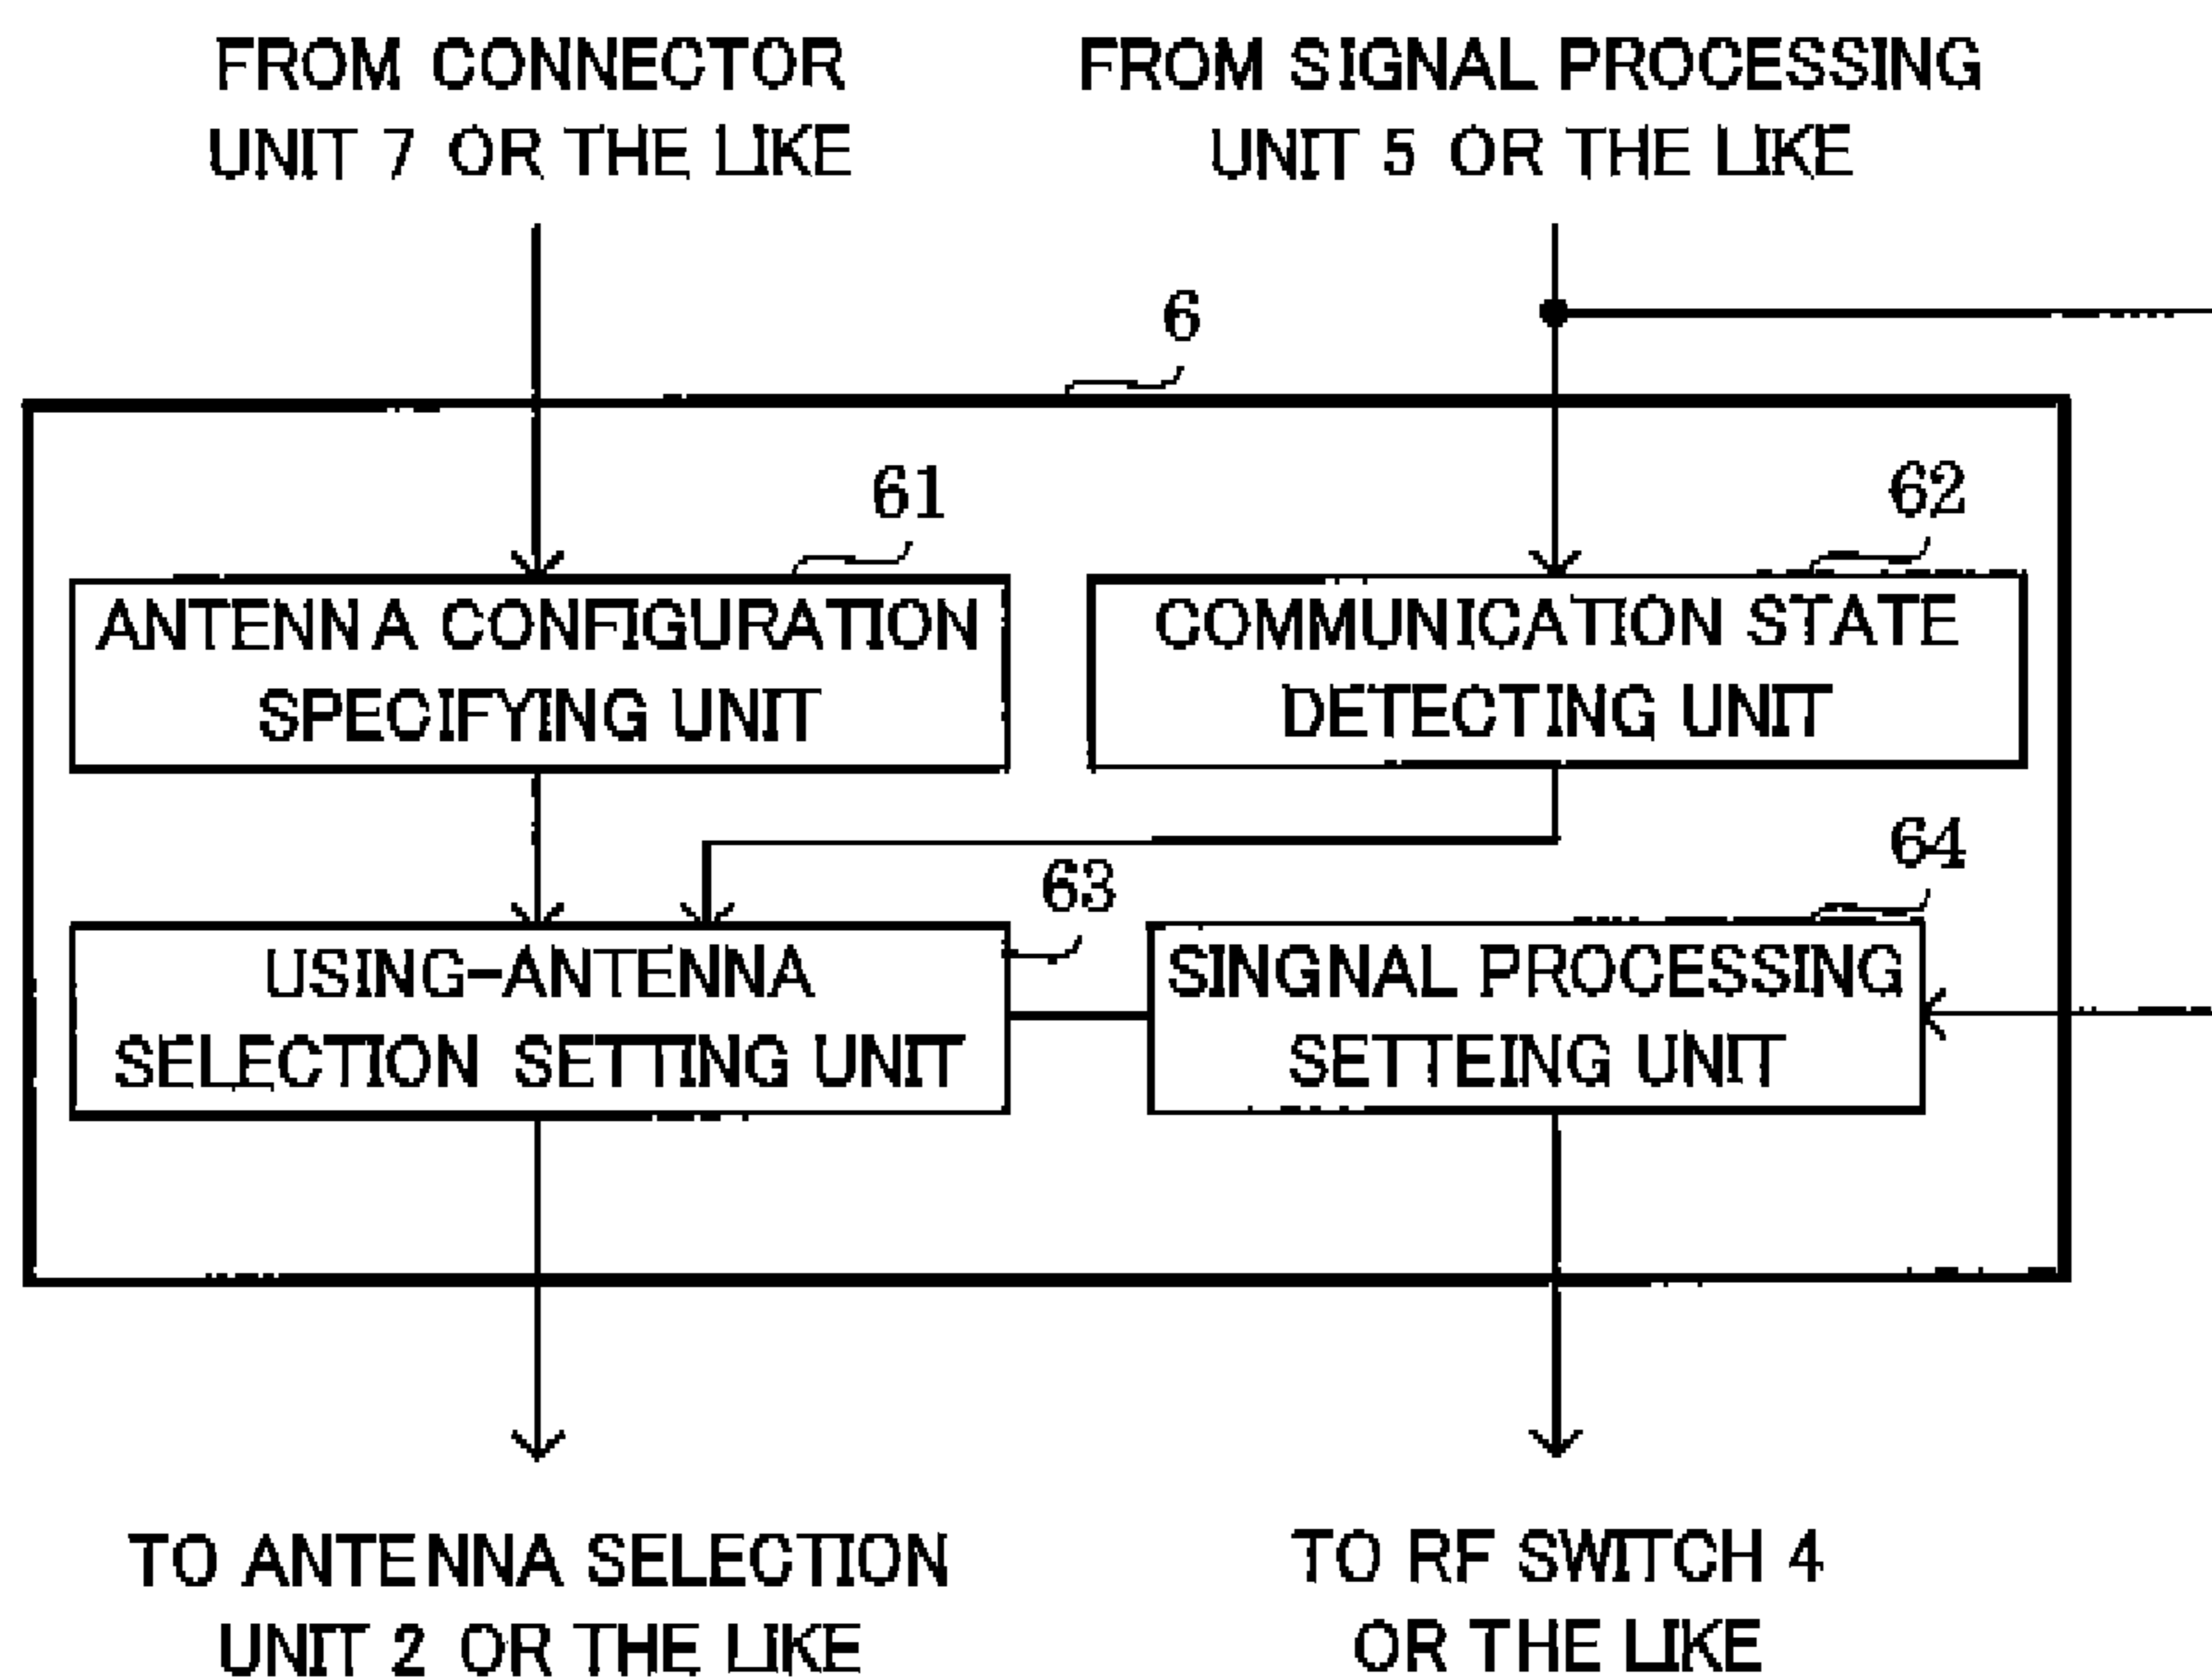 FROM CONNECTOR
UNIT 7 OR THE LIKE
FROM SIGNAL PROCESSING
UNIT 5 OR THE LIKE
6
61
62
ANTENNA CONFIGURATION
SPECIFYING UNIT
COMMUNICATION STATE
DETECTING UNIT
63
64
USING-ANTENNA
SELECTION SETTING UNIT
SINGNAL PROCESSING
SETTEING UNIT
TO ANTENNA SELECTION
UNIT 2 OR THE LIKE
TO RF SWITCH 4
OR THE LIKE